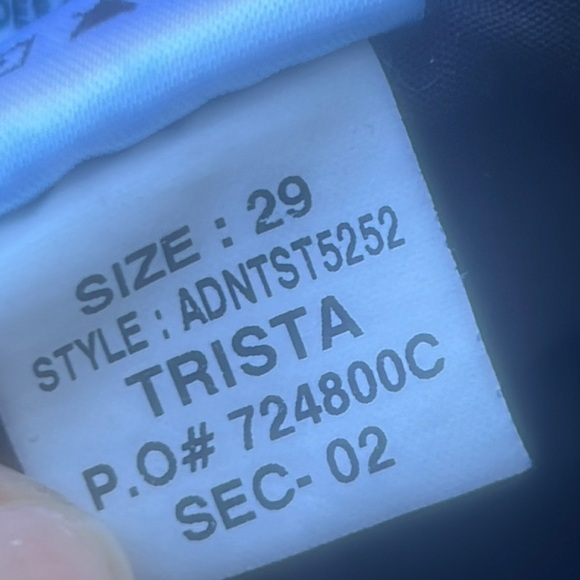 SIZE : 29
STYLE : ADNTST5252
TRISTA
P.O# 724800C
SEC- 02